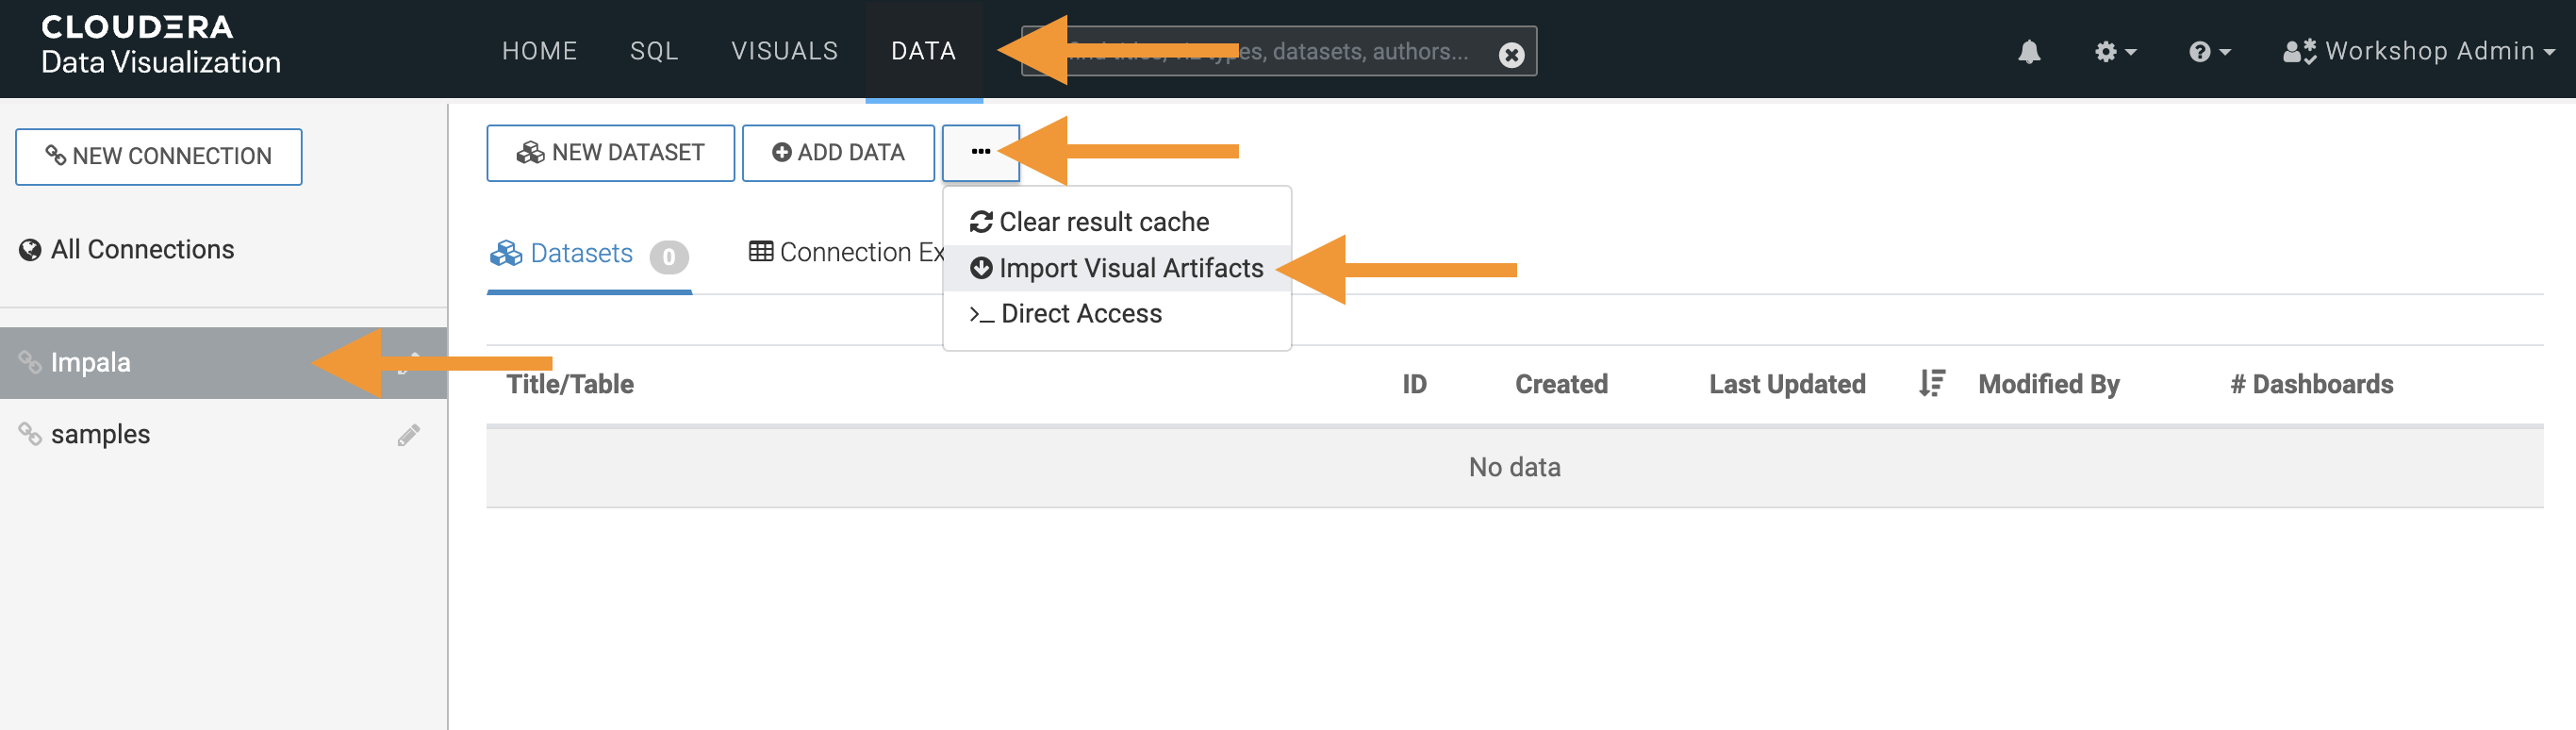 CLOUDERA
Data Visualization
HOME
SQL
VISUALS
DATA
datasets, authors...
Workshop Admin
NEW CONNECTION
NEW DATASET
ADD DATA
...
All Connections
Clear result cache
Datasets 0
Connection Ex
Import Visual Artifacts
>_ Direct Access
Impala
samples
Title/Table
ID
Created
Last Updated
Modified By
# Dashboards
No data